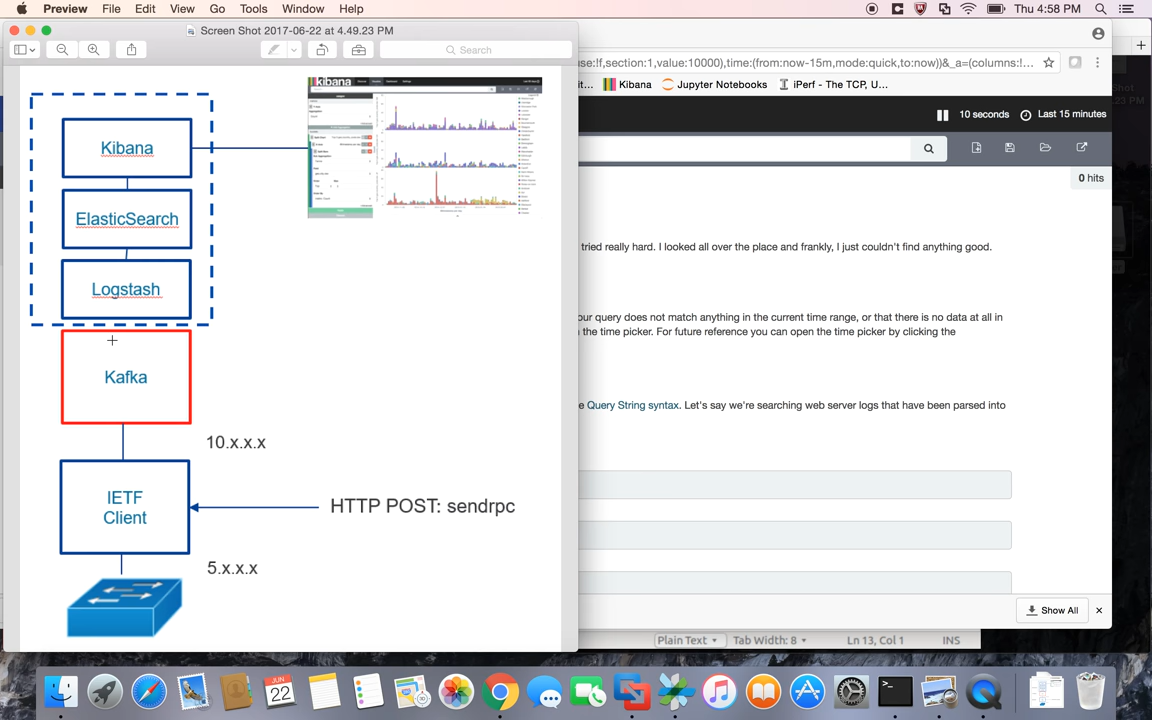 Preview File Edit View Go Tools Window Help Thu 4:58 PM
Screen Shot 2017-06-22 at 4.49.23 PM
Search
use:!f,section:1,value:10000),time:(from:now-15m,mode:quick,to:now))&_a=(columns:!...
it... Kibana Jupyter Notebooks iPerf - The TCP, U...
10 seconds Last 15 minutes
0 hits
tried really hard. I looked all over the place and frankly, I just couldn't find anything good.
our query does not match anything in the current time range, or that there is no data at all in
the time picker. For future reference you can open the time picker by clicking the
e Query String syntax. Let's say we're searching web server logs that have been parsed into
Show All
Plain Text Tab Width: 8 Ln 13, Col 1 INS
kibana
Kibana
ElasticSearch
Logstash
Kafka
10.x.x.x
IETF
Client
HTTP POST: sendrpc
5.x.x.x
JUN
22